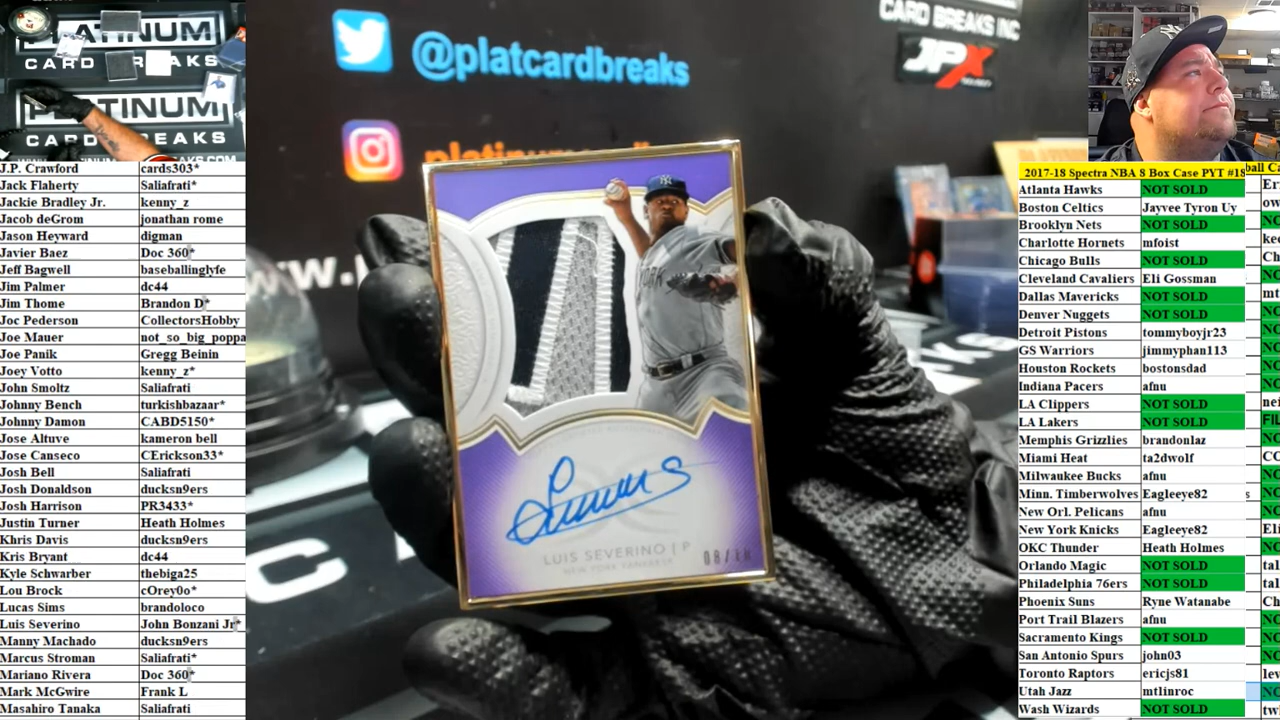 PLATINUM
CARD BREAKS
PLATINUM
CARD BREAKS
J.P. Crawford cards303*
Jack Flaherty Saliafrati*
Jackie Bradley Jr. kenny_z
Jacob deGrom jonathan rome
Jason Heyward digman
Javier Baez Doc 360*
Jeff Bagwell baseballinglyfe
Jim Palmer dc44
Jim Thome Brandon D*
Joc Pederson CollectorsHobby
Joe Mauer not_so_big_poppa
Joe Panik Gregg Beinin
Joey Votto kenny_z*
John Smoltz Saliafrati
Johnny Bench turkishbazaar*
Johnny Damon CABD5150*
Jose Altuve kameron bell
Jose Canseco CErickson33*
Josh Bell Saliafrati
Josh Donaldson ducksn9ers
Josh Harrison PR3433*
Justin Turner Heath Holmes
Khris Davis ducksn9ers
Kris Bryant dc44
Kyle Schwarber thebiga25
Lou Brock cOrey0o*
Lucas Sims brandoloco
Luis Severino John Bonzani Jr*
Manny Machado ducksn9ers
Marcus Stroman Saliafrati*
Mariano Rivera Doc 360*
Mark McGwire Frank L
Masahiro Tanaka Saliafrati
@platcardbreaks
CARD BREAKS INC
JPX
www.
YORK
LUIS SEVERINO | P
NEW YORK YANKEES
2017-18 Spectra NBA 8 Box Case PYT #18
Atlanta Hawks NOT SOLD
Boston Celtics Jayvee Tyron Uy
Brooklyn Nets NOT SOLD
Charlotte Hornets mfoist
Chicago Bulls NOT SOLD
Cleveland Cavaliers Eli Gossman
Dallas Mavericks NOT SOLD
Denver Nuggets NOT SOLD
Detroit Pistons tommyboyjr23
GS Warriors jimmyphan113
Houston Rockets bostonsdad
Indiana Pacers afnu
LA Clippers NOT SOLD
LA Lakers NOT SOLD
Memphis Grizzlies brandonlaz
Miami Heat ta2dwolf
Milwaukee Bucks afnu
Minn. Timberwolves Eagleeye82
New Orl. Pelicans afnu
New York Knicks Eagleeye82
OKC Thunder Heath Holmes
Orlando Magic NOT SOLD
Philadelphia 76ers NOT SOLD
Phoenix Suns Ryne Watanabe
Port Trail Blazers afnu
Sacramento Kings NOT SOLD
San Antonio Spurs john03
Toronto Raptors ericjs81
Utah Jazz mtlinroc
Wash Wizards NOT SOLD